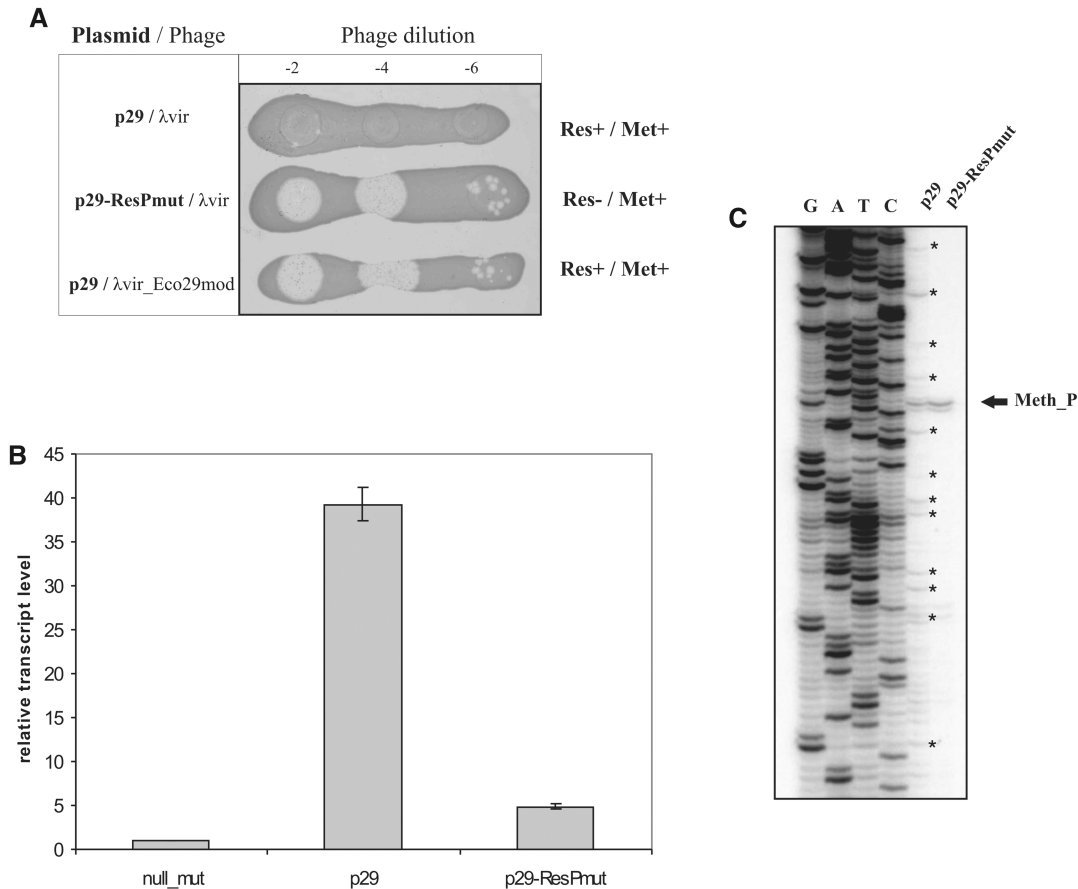 A
Plasmid / Phage
Phage dilution
-2 -4 -6
p29 / λvir
Res+ / Met+
p29-ResPmut / λvir
Res- / Met+
p29 / λvir_Eco29mod
Res+ / Met+
B
45
40
35
30
25
20
15
10
5
0
relative transcript level
null_mut p29 p29-ResPmut
C
G A T C p29 p29-ResPmut
*
*
*
*
Meth_P
*
*
*
*
*
*
*
*